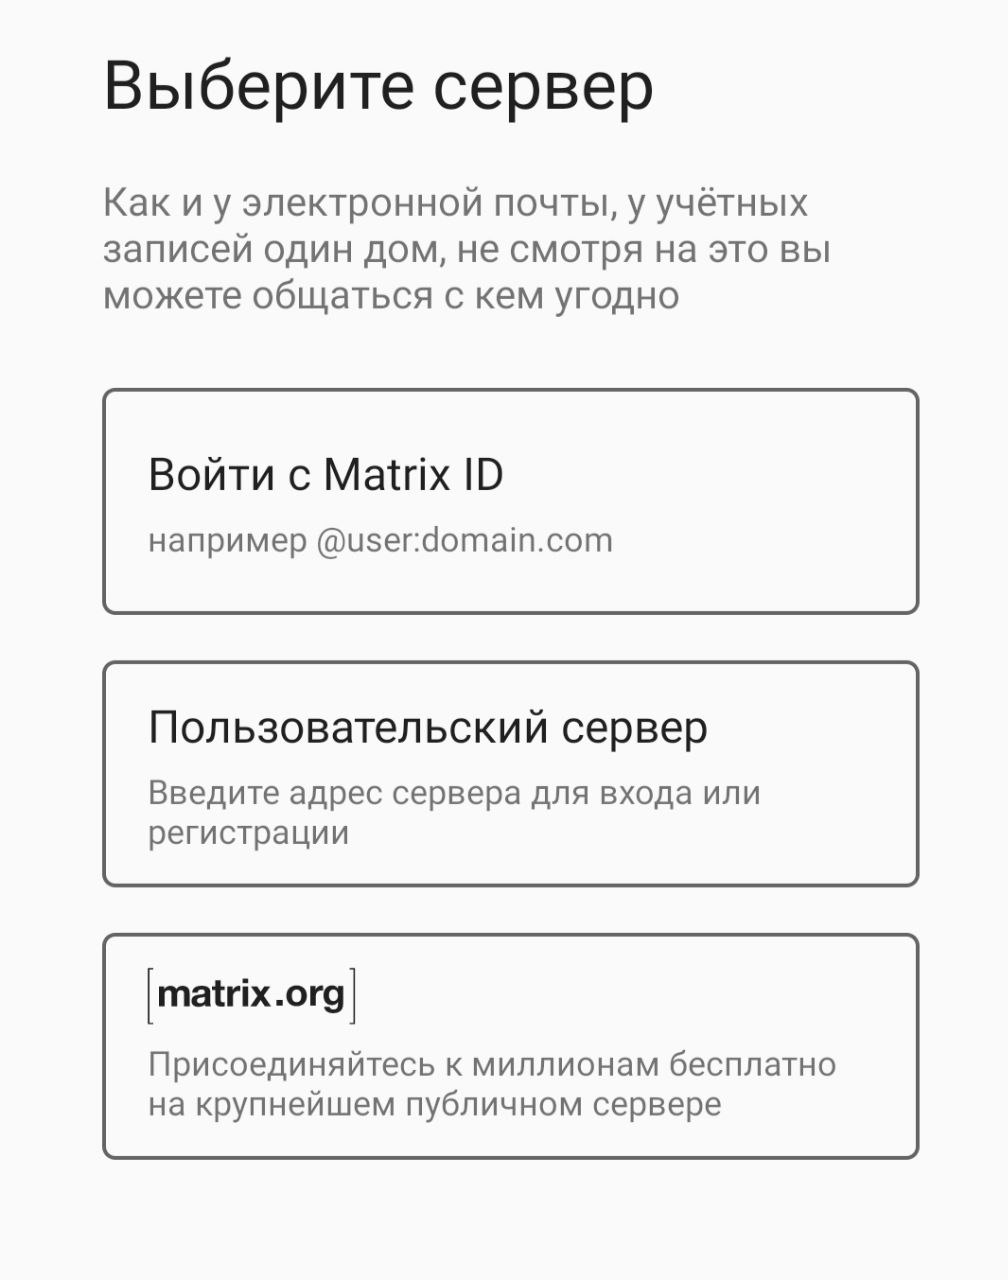 Выберите сервер
Как и у электронной почты, у учётных
записей один дом, не смотря на это вы
можете общаться с кем угодно
Войти с Matrix ID
например @user:domain.com
Пользовательский сервер
Введите адрес сервера для входа или
регистрации
[matrix.org]
Присоединяйтесь к миллионам бесплатно
на крупнейшем публичном сервере